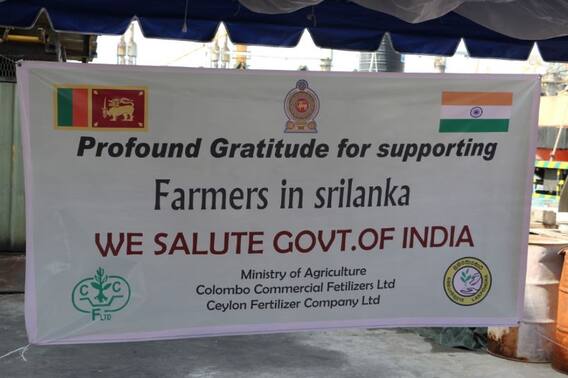 Profound Gratitude for supporting
Farmers in srilanka
WE SALUTE GOVT.OF INDIA
Ministry of Agriculture
Colombo Commercial Fetilizers Ltd
Ceylon Fertilizer Company Ltd
C C
F LTD